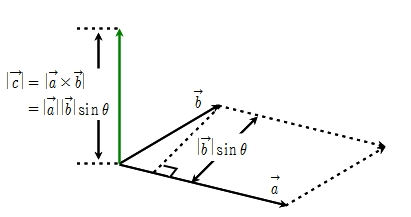 |c⃗| = |a⃗ × b⃗|
= |a⃗||b⃗| sin θ
b⃗
|b⃗| sin θ
a⃗